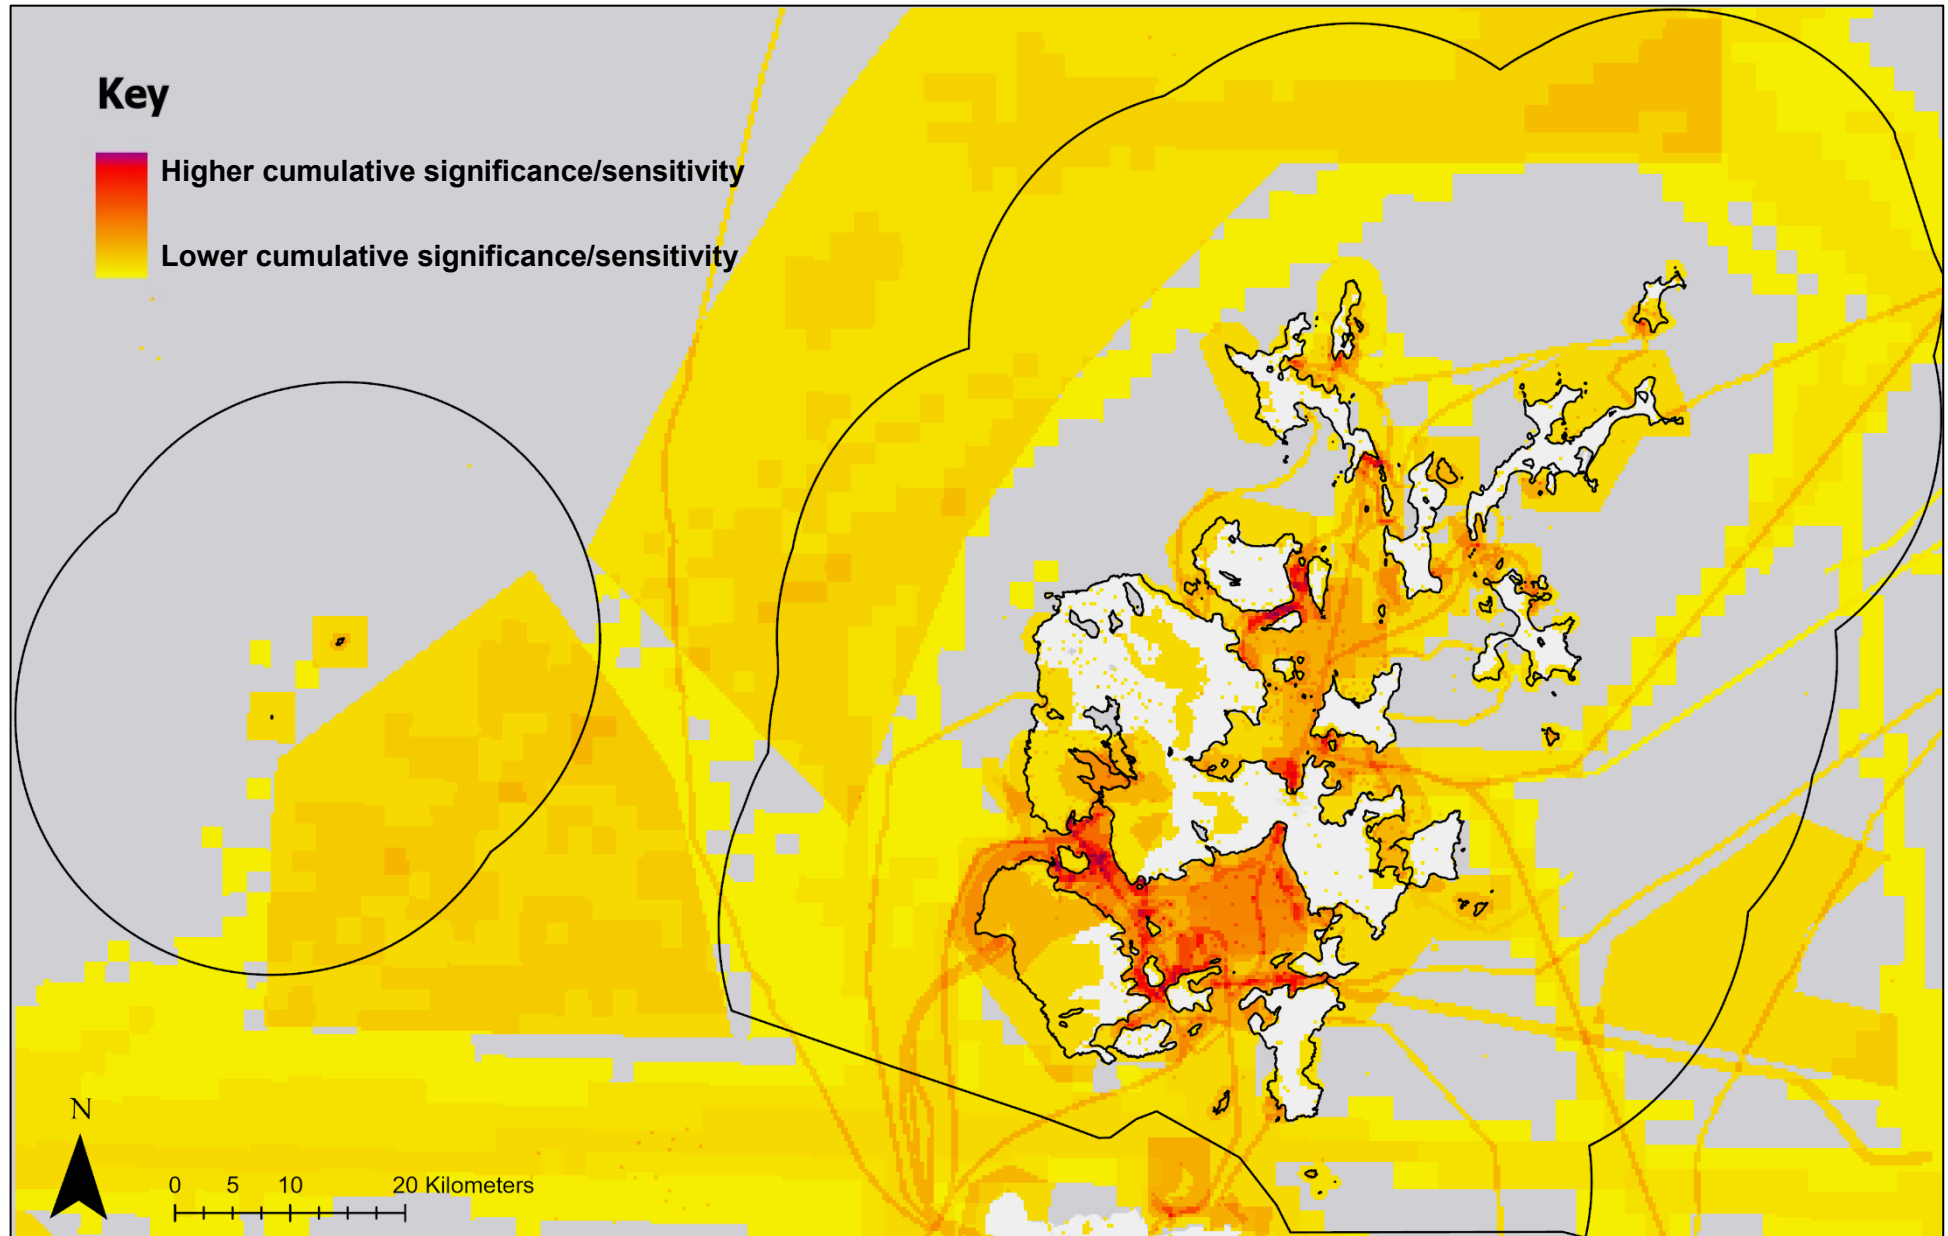 Key
Higher cumulative significance/sensitivity
Lower cumulative significance/sensitivity
N
0 5 10 20 Kilometers